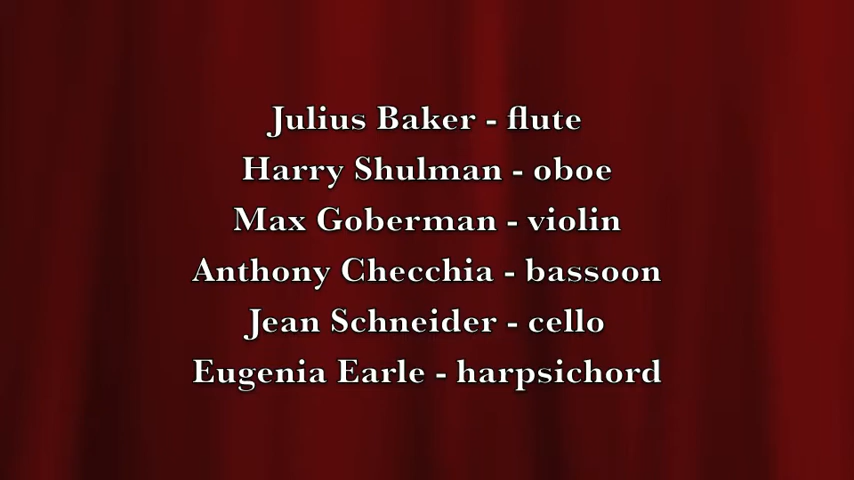 Julius Baker - flute
Harry Shulman - oboe
Max Goberman - violin
Anthony Checchia - bassoon
Jean Schneider - cello
Eugenia Earle - harpsichord